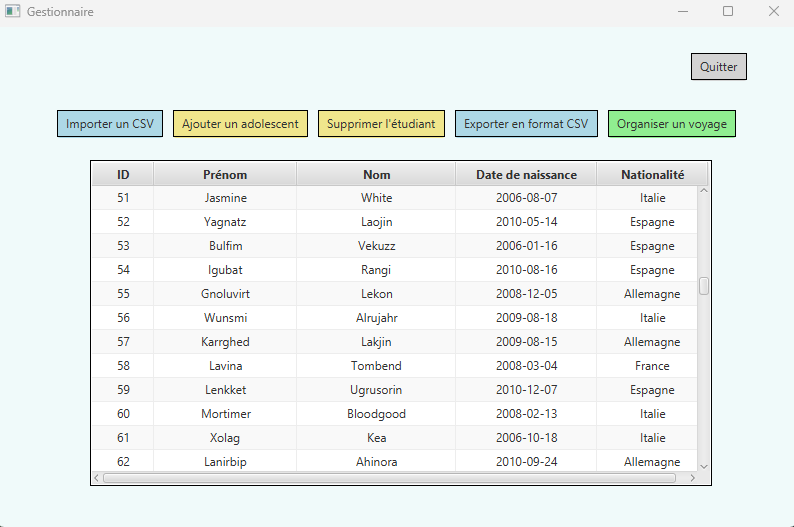 Gestionnaire
Quitter
Importer un CSV Ajouter un adolescent Supprimer l'étudiant Exporter en format CSV Organiser un voyage
ID Prénom Nom Date de naissance Nationalité
51 Jasmine White 2006-08-07 Italie
52 Yagnatz Laojin 2010-05-14 Espagne
53 Bulfim Vekuzz 2006-01-16 Espagne
54 Igubat Rangi 2010-08-16 Espagne
55 Gnoluvirt Lekon 2008-12-05 Allemagne
56 Wunsmi Alrujahr 2009-08-18 Italie
57 Karrghed Lakjin 2009-08-15 Allemagne
58 Lavina Tombend 2008-03-04 France
59 Lenkket Ugrusorin 2010-12-07 Espagne
60 Mortimer Bloodgood 2008-02-13 Italie
61 Xolag Kea 2006-10-18 Italie
62 Lanirbip Ahinora 2010-09-24 Allemagne